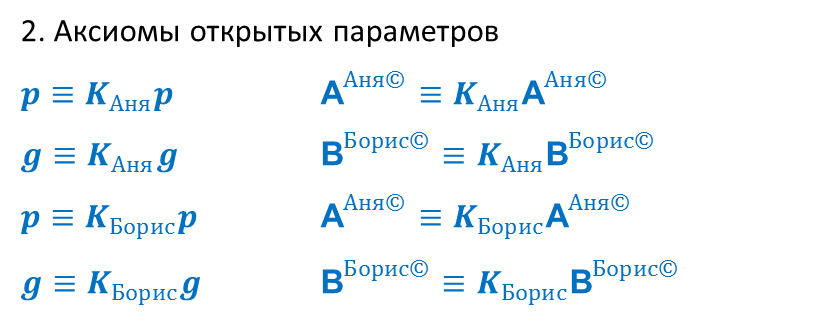 2. Аксиомы открытых параметров
p ≡ K_Аня p A^Аня© ≡ K_Аня A^Аня©
g ≡ K_Аня g B^Борис© ≡ K_Аня B^Борис©
p ≡ K_Борис p A^Аня© ≡ K_Борис A^Аня©
g ≡ K_Борис g B^Борис© ≡ K_Борис B^Борис©